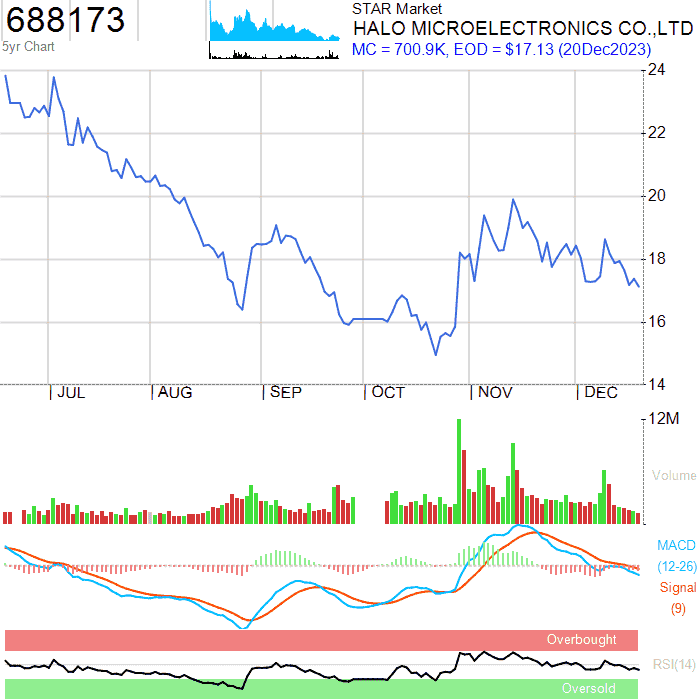 688173
5yr Chart
STAR Market
HALO MICROELECTRONICS CO.,LTD
MC = 700.9K, EOD = $17.13 (20Dec2023)
24
22
20
18
16
14
JUL AUG SEP OCT NOV DEC
12M
Volume
MACD
(12-26)
Signal
(9)
Overbought
RSI(14)
Oversold